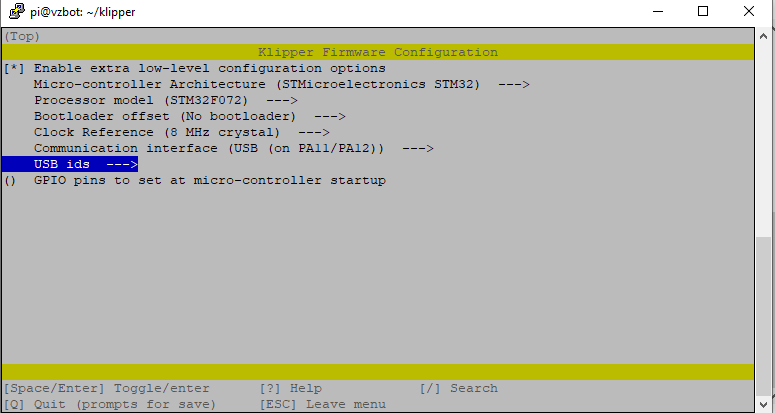 pi@vzbot: ~/klipper
(Top)
Klipper Firmware Configuration
[*] Enable extra low-level configuration options
Micro-controller Architecture (STMicroelectronics STM32)  --->
Processor model (STM32F072)  --->
Bootloader offset (No bootloader)  --->
Clock Reference (8 MHz crystal)  --->
Communication interface (USB (on PA11/PA12))  --->
USB ids  --->
()  GPIO pins to set at micro-controller startup
[Space/Enter] Toggle/enter      [?] Help      [/] Search
[Q] Quit (prompts for save)      [ESC] Leave menu